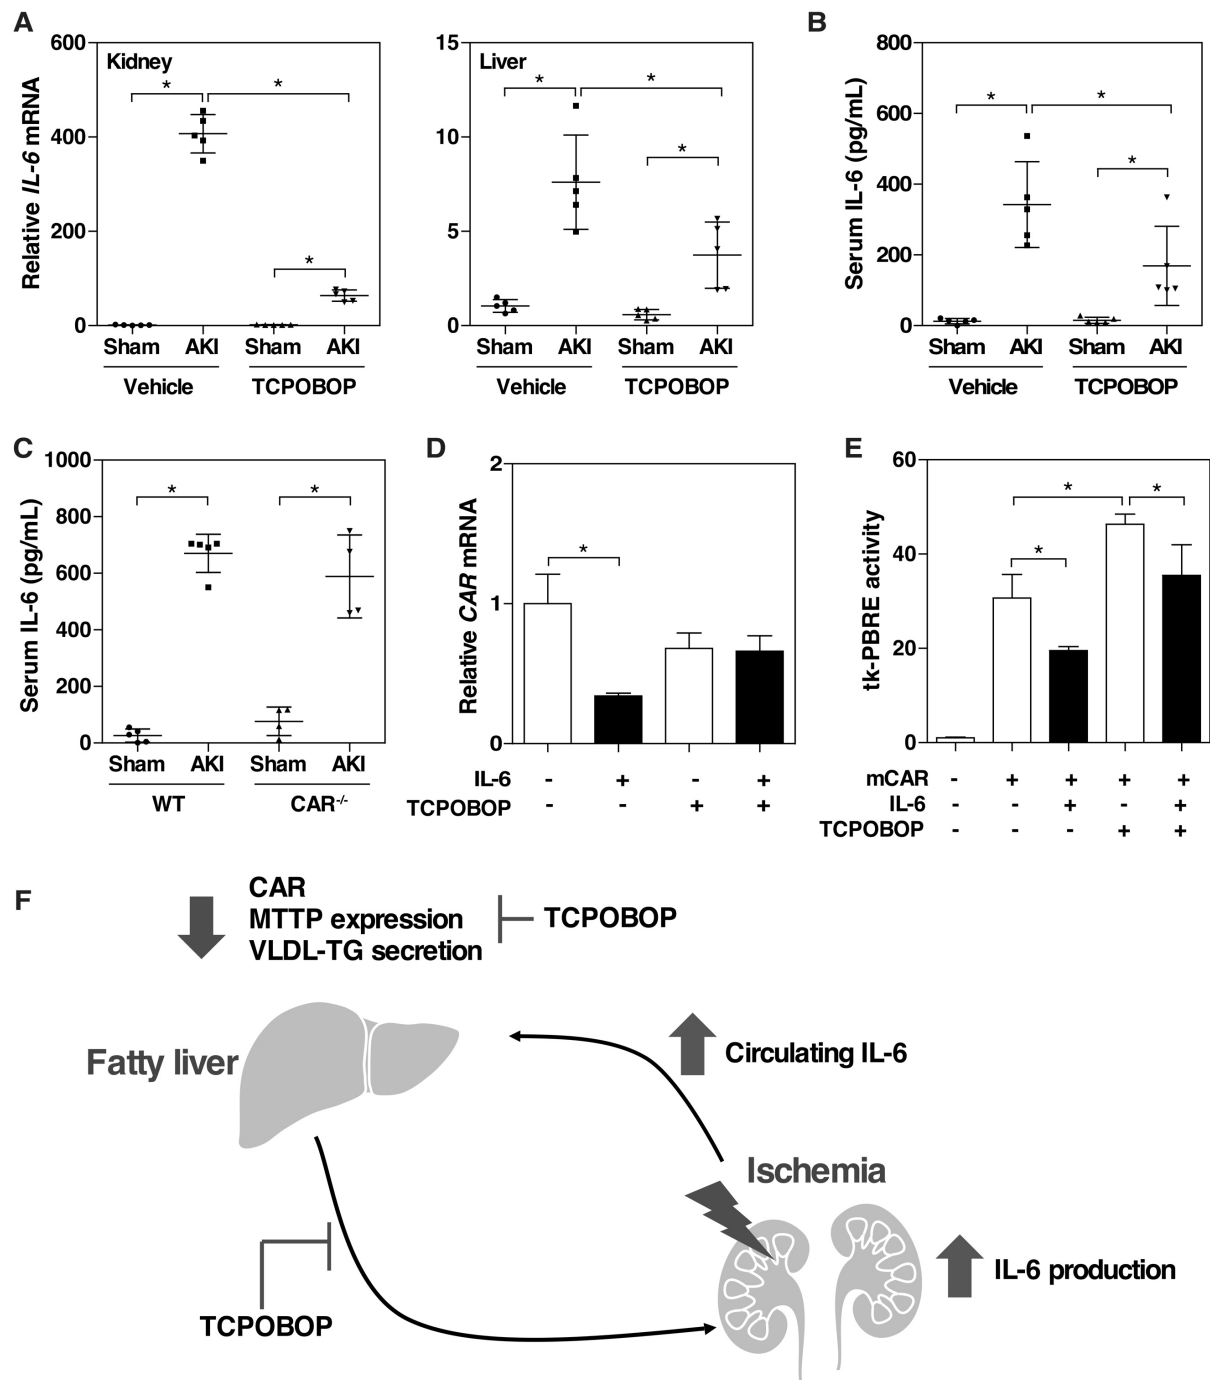 A
B
600
Kidney
*
*
*
400
200
0
Relative IL-6 mRNA
Sham AKI Sham AKI
Vehicle TCPOBOP
15
Liver
*
*
*
10
5
0
Sham AKI Sham AKI
Vehicle TCPOBOP
800
*
*
*
600
400
200
0
Serum IL-6 (pg/mL)
Sham AKI Sham AKI
Vehicle TCPOBOP
C
1000
800
600
400
200
0
*
*
Serum IL-6 (pg/mL)
Sham AKI Sham AKI
WT CAR-/-
D
2
1
0
*
Relative CAR mRNA
IL-6 - + - +
TCPOBOP - - + +
E
60
40
20
0
*
*
*
tk-PBRE activity
mCAR - + + + +
IL-6 - - + - +
TCPOBOP - - - + +
F
CAR
MTTP expression
VLDL-TG secretion
TCPOBOP
Fatty liver
Circulating IL-6
Ischemia
IL-6 production
TCPOBOP